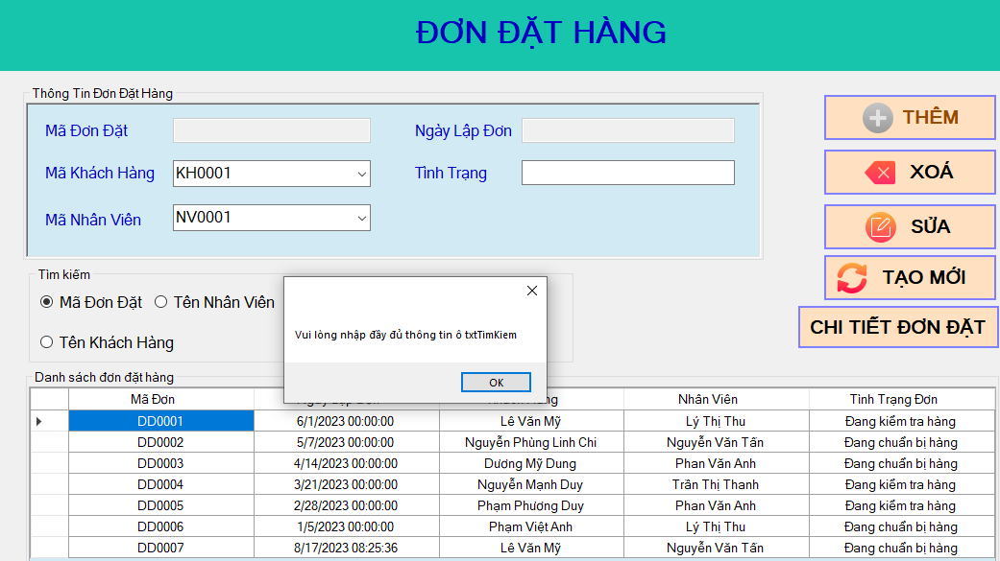 ĐƠN ĐẶT HÀNG
Thông Tin Đơn Đặt Hàng
Mã Đơn Đặt
Ngày Lập Đơn
Mã Khách Hàng KH0001
Tình Trạng
Mã Nhân Viên NV0001
THÊM
XOÁ
SỬA
TẠO MỚI
CHI TIẾT ĐƠN ĐẶT
Tìm kiếm
Mã Đơn Đặt Tên Nhân Viên
Tên Khách Hàng
Vui lòng nhập đầy đủ thông tin ô txtTimKiem
OK
Danh sách đơn đặt hàng
Mã Đơn Nhân Viên Tình Trạng Đơn
DD0001 6/1/2023 00:00:00 Lê Văn Mỹ Lý Thị Thu Đang kiểm tra hàng
DD0002 5/7/2023 00:00:00 Nguyễn Phùng Linh Chi Nguyễn Văn Tấn Đang chuẩn bị hàng
DD0003 4/14/2023 00:00:00 Dương Mỹ Dung Phan Văn Anh Đang chuẩn bị hàng
DD0004 3/21/2023 00:00:00 Nguyễn Mạnh Duy Trần Thị Thanh Đang kiểm tra hàng
DD0005 2/28/2023 00:00:00 Phạm Phương Duy Phan Văn Anh Đang kiểm tra hàng
DD0006 1/5/2023 00:00:00 Phạm Việt Anh Lý Thị Thu Đang chuẩn bị hàng
DD0007 8/17/2023 08:25:36 Lê Văn Mỹ Nguyễn Văn Tấn Đang chuẩn bị hàng